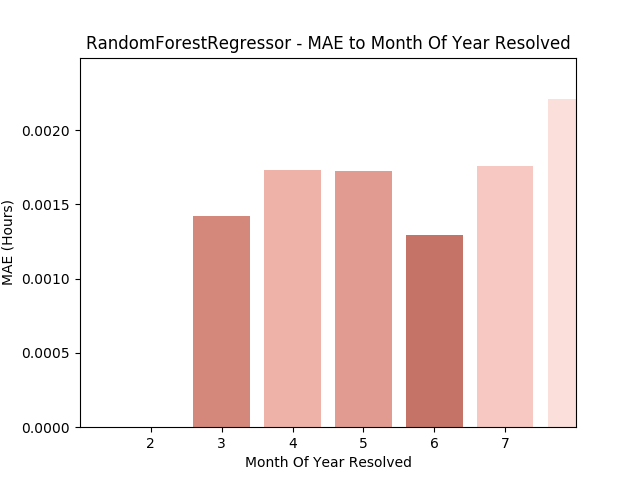 RandomForestRegressor - MAE to Month Of Year Resolved
MAE (Hours)
0.0020
0.0015
0.0010
0.0005
0.0000
2 3 4 5 6 7
Month Of Year Resolved